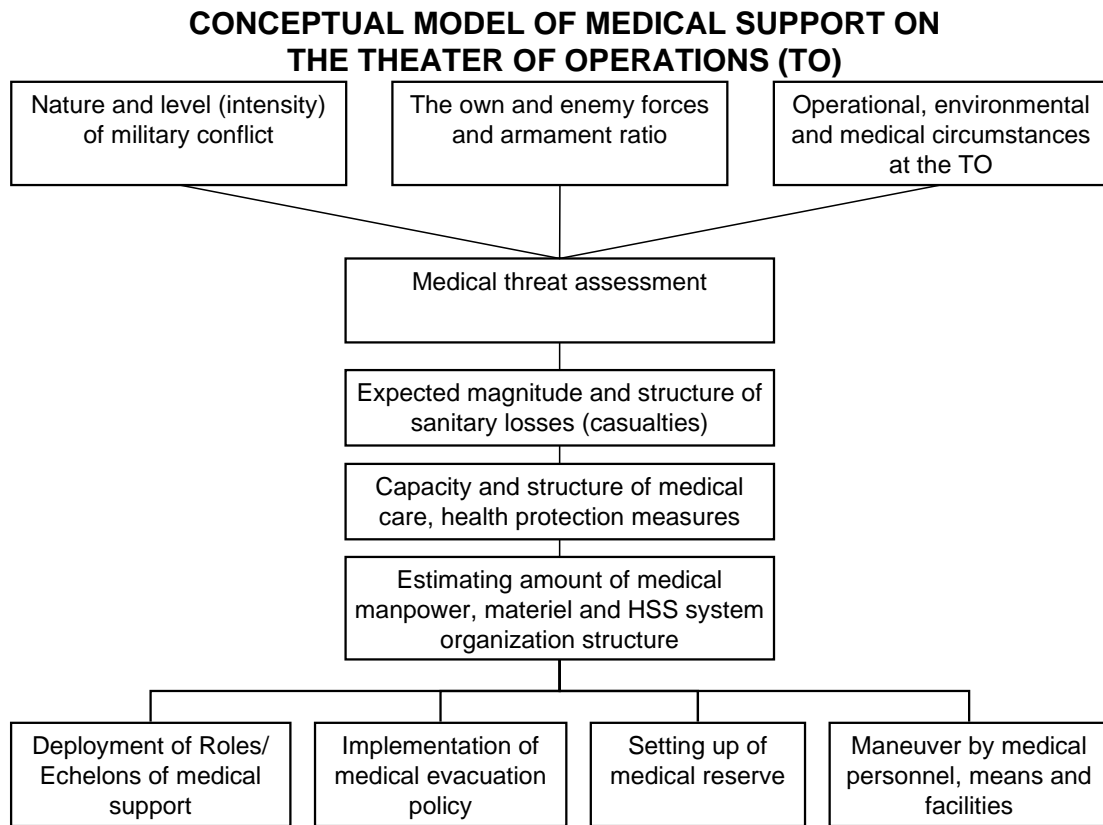 CONCEPTUAL MODEL OF MEDICAL SUPPORT ON
THE THEATER OF OPERATIONS (TO)
Nature and level (intensity)
of military conflict
The own and enemy forces
and armament ratio
Operational, environmental
and medical circumstances
at the TO
Medical threat assessment
Expected magnitude and structure of
sanitary losses (casualties)
Capacity and structure of medical
care, health protection measures
Estimating amount of medical
manpower, materiel and HSS system
organization structure
Deployment of Roles/
Echelons of medical
support
Implementation of
medical evacuation
policy
Setting up of
medical reserve
Maneuver by medical
personnel, means and
facilities